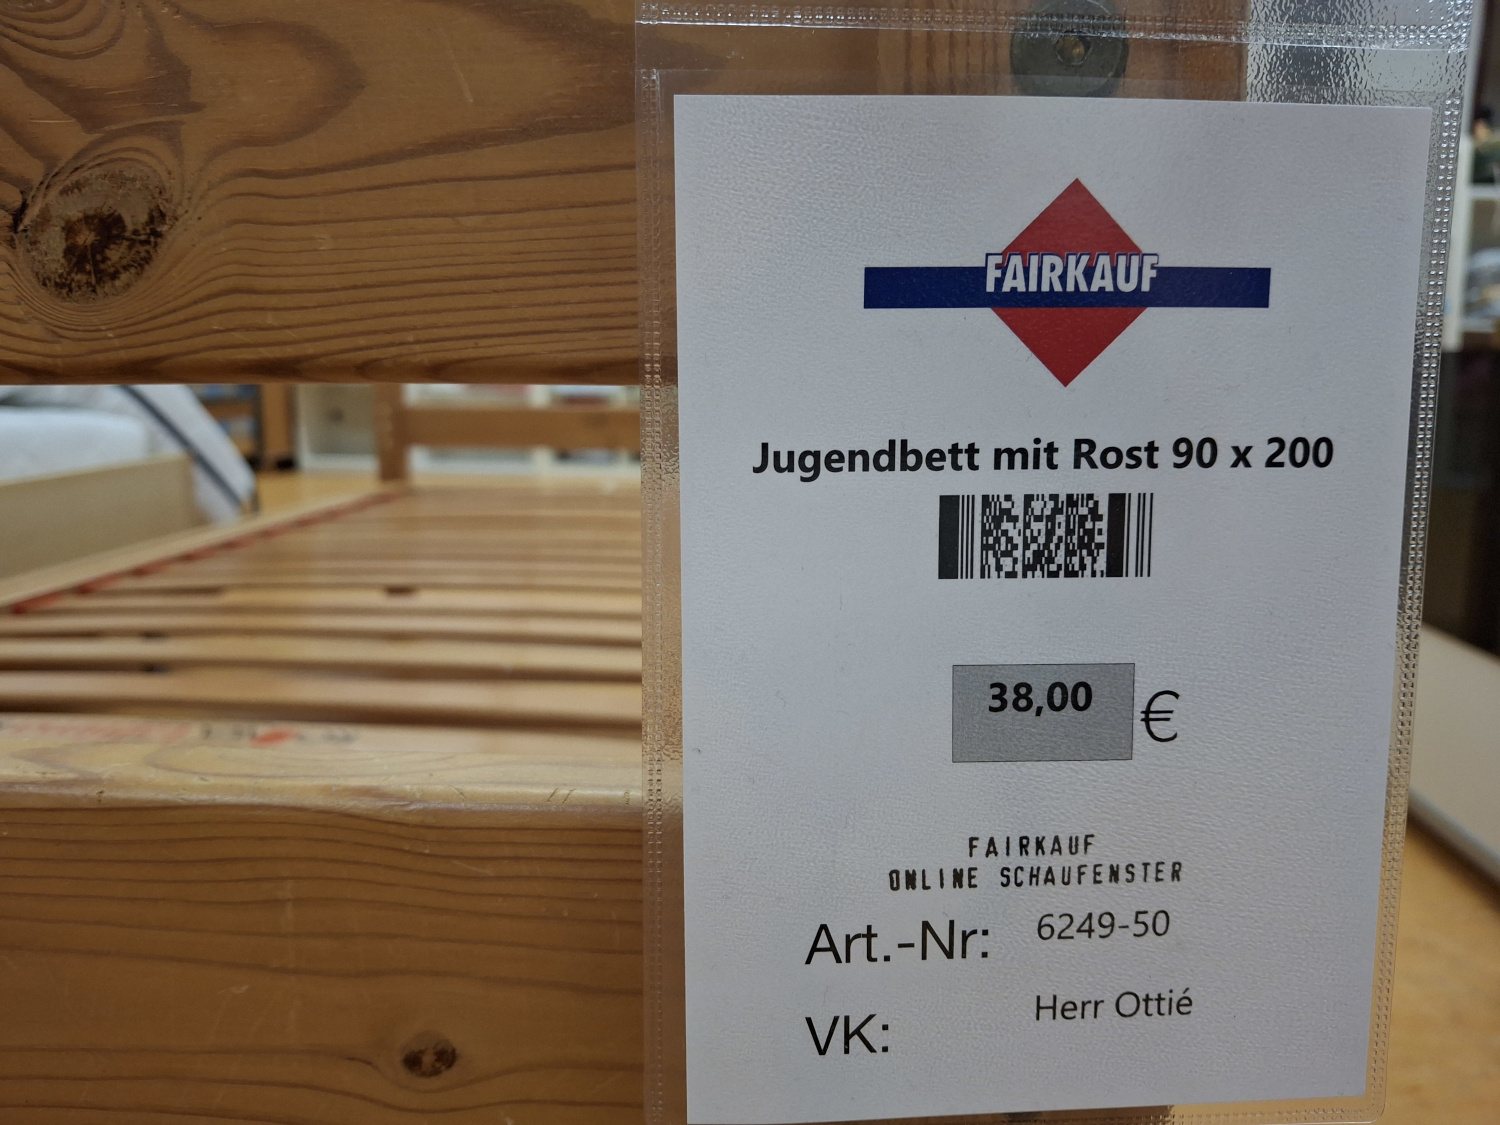 FAIRKAUF
Jugendbett mit Rost 90 x 200
38,00 €
FAIRKAUF
ONLINE SCHAUFENSTER
Art.-Nr: 6249-50
VK: Herr Ottié